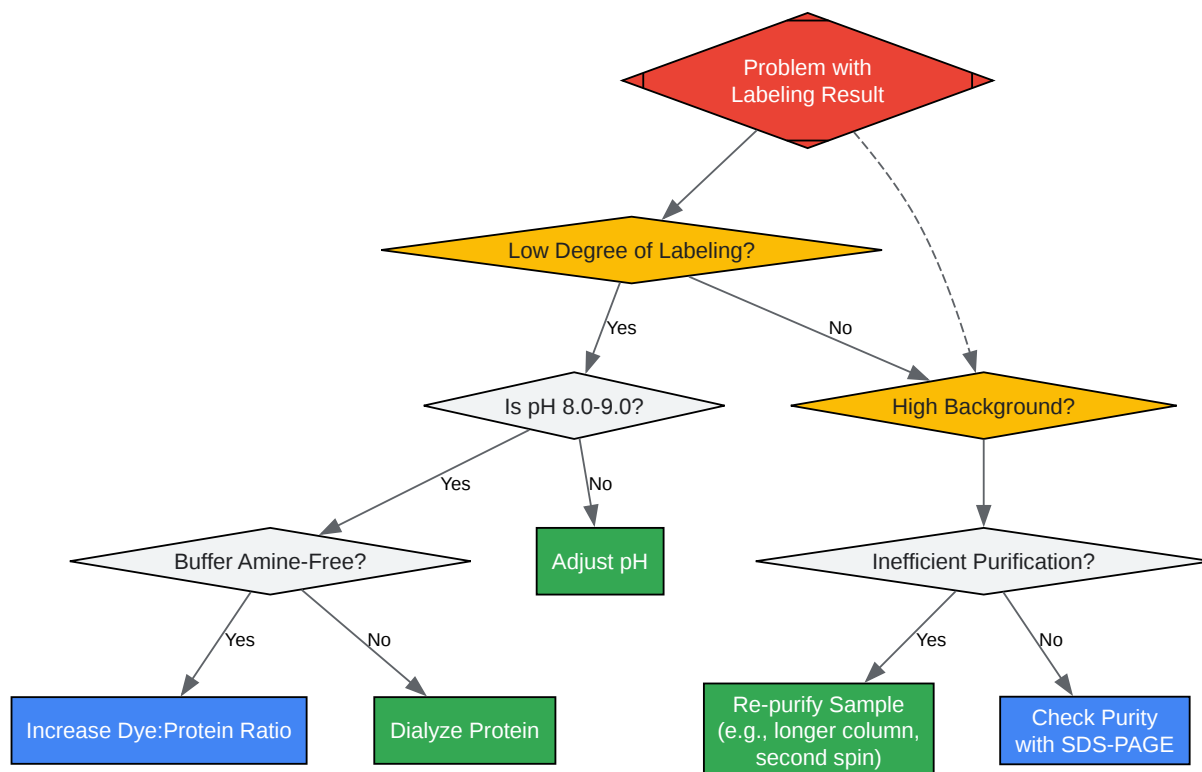 Problem with
Labeling Result
Low Degree of Labeling?
Yes
No
Is pH 8.0-9.0?
High Background?
Yes
No
Buffer Amine-Free?
Adjust pH
Inefficient Purification?
Yes
No
Yes
No
Increase Dye:Protein Ratio
Dialyze Protein
Re-purify Sample
(e.g., longer column,
second spin)
Check Purity
with SDS-PAGE